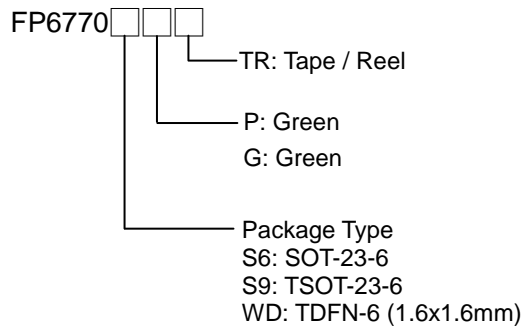 FP6770
TR: Tape / Reel
P: Green
G: Green
Package Type
S6: SOT-23-6
S9: TSOT-23-6
WD: TDFN-6 (1.6x1.6mm)